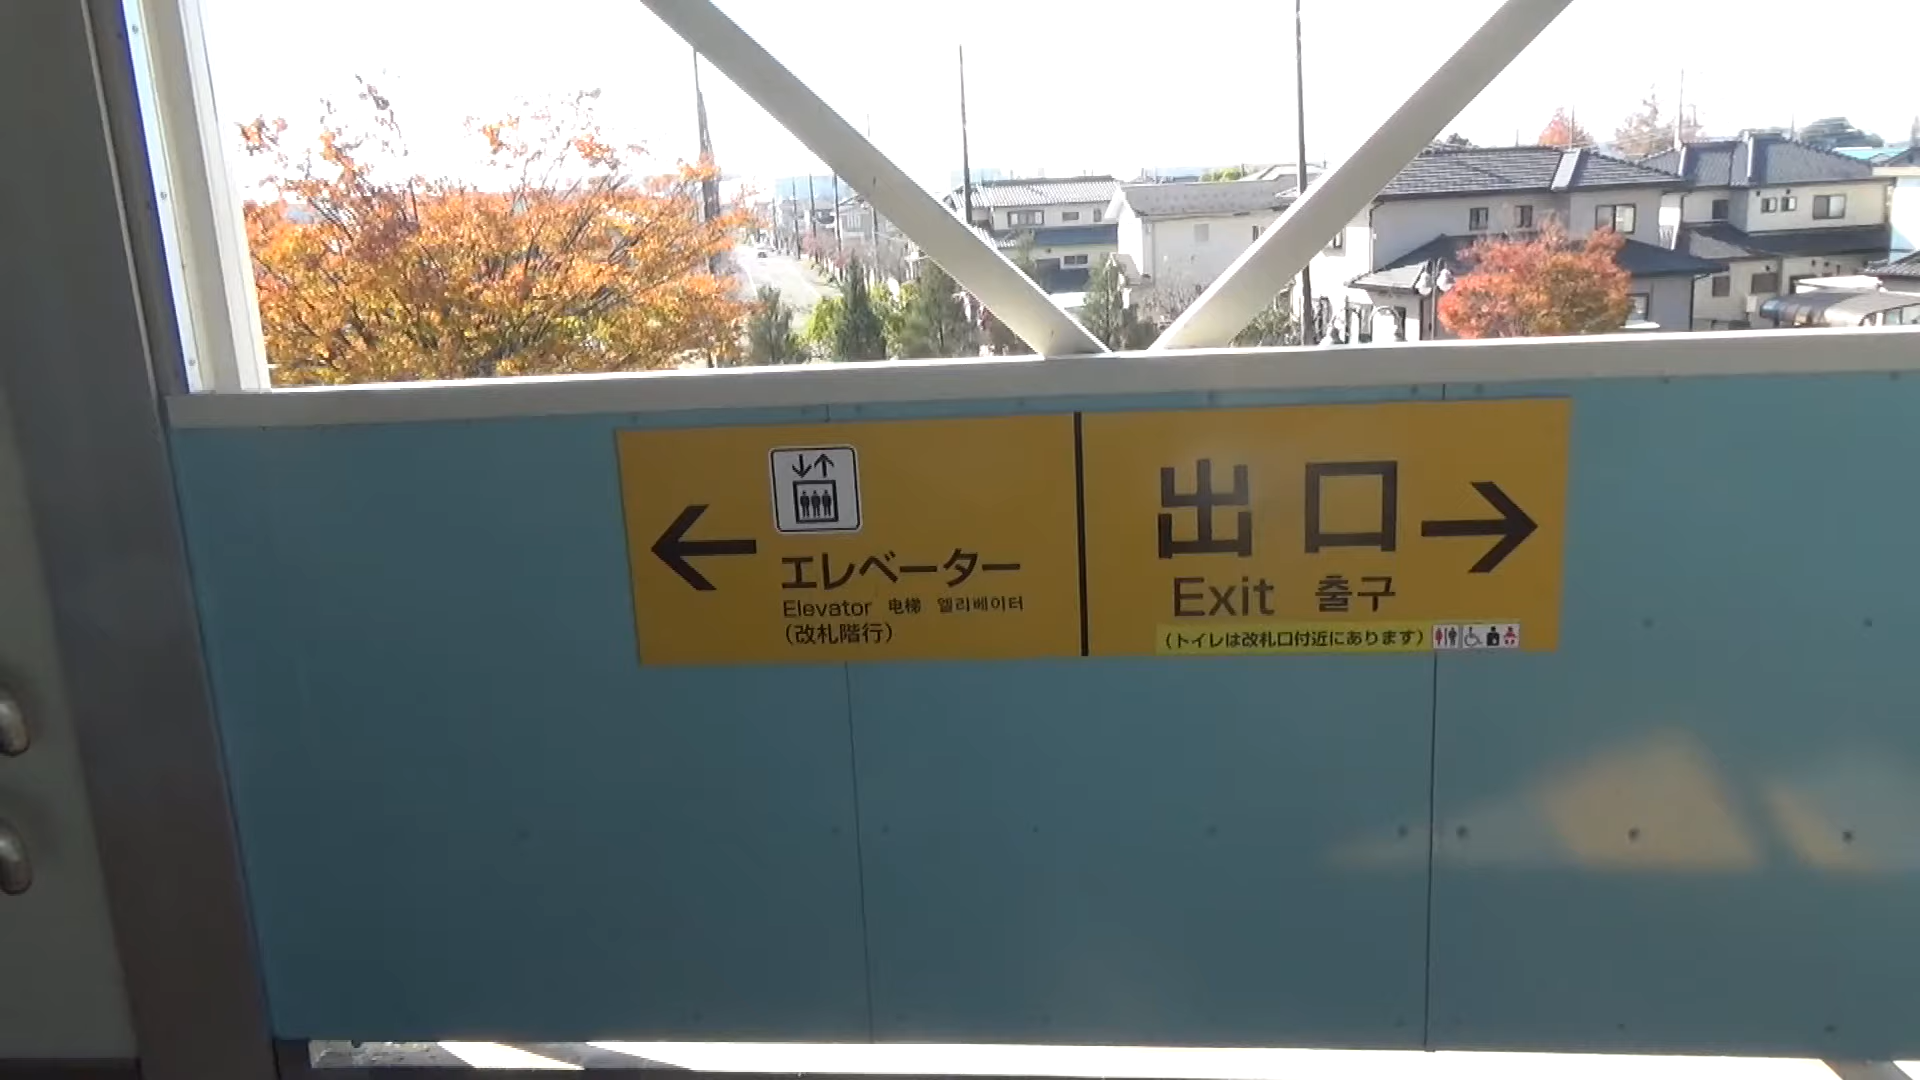 エレベーター
Elevator 电梯 엘리베이터
(改札階行)
出口
Exit 출구
(トイレは改札口付近にあります)